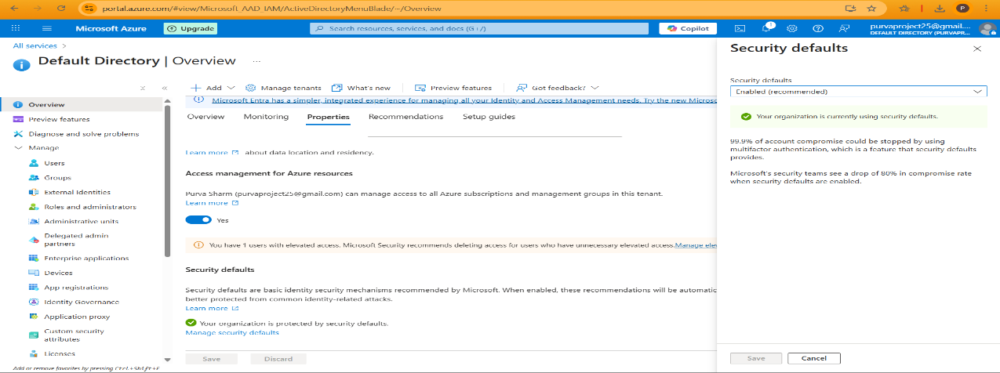 portal.azure.com/#view/Microsoft_AAD_IAM/ActiveDirectoryMenuBlade/~/Overview
P
Microsoft Azure
Upgrade
Search resources, services, and docs (G+/)
Copilot
1
purvaproject25@gmail....
DEFAULT DIRECTORY (PURVAPR...
All services >
Default Directory | Overview ...
Add
Manage tenants
What's new
Preview features
Got feedback?
Microsoft Entra has a simpler, integrated experience for managing all your Identity and Access Management needs. Try the new Microso
Overview
Monitoring
Properties
Recommendations
Setup guides
Overview
Preview features
Diagnose and solve problems
Manage
Users
Groups
External Identities
Roles and administrators
Administrative units
Delegated admin
partners
Enterprise applications
Devices
App registrations
Identity Governance
Application proxy
Custom security
attributes
Licenses
Add or remove favorites by pressing Ctrl+Shift+F
Learn more about data location and residency.
Access management for Azure resources
Purva Sharm (purvaproject25@gmail.com) can manage access to all Azure subscriptions and management groups in this tenant.
Learn more
Yes
You have 1 users with elevated access. Microsoft Security recommends deleting access for users who have unnecessary elevated access.Manage elev
Security defaults
Security defaults are basic identity security mechanisms recommended by Microsoft. When enabled, these recommendations will be automatic
better protected from common identity-related attacks.
Learn more
Your organization is protected by security defaults.
Manage security defaults
Save
Discard
Security defaults
Security defaults
Enabled (recommended)
Your organization is currently using security defaults.
99.9% of account compromise could be stopped by using
multifactor authentication, which is a feature that security defaults
provides.
Microsoft's security teams see a drop of 80% in compromise rate
when security defaults are enabled.
Save
Cancel